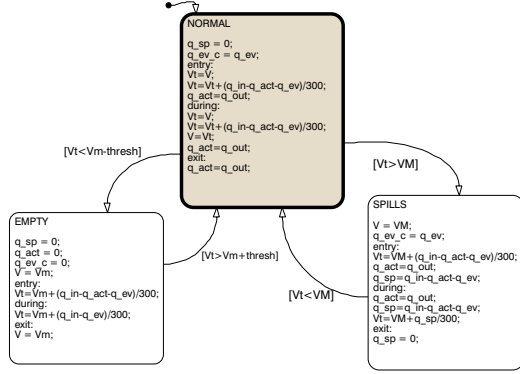 NORMAL
q_sp = 0;
q_ev_c = q_ev;
entry:
Vt=V;
Vt=Vt+(q_in-q_act-q_ev)/300;
q_act=q_out;
during:
Vt=V;
Vt=Vt+(q_in-q_act-q_ev)/300;
V=Vt;
q_act=q_out;
exit:
q_act=q_out;
[Vt<Vm-thresh]
[Vt>VM]
EMPTY
q_sp = 0;
q_act = 0;
q_ev_c = 0;
V = Vm;
entry:
Vt=Vm+(q_in-q_act-q_ev)/300;
during:
Vt=Vm+(q_in-q_ev)/300;
exit:
V = Vm;
[Vt>Vm+thresh]
[Vt<VM]
SPILLS
V = VM;
q_ev_c = q_ev;
entry:
Vt=VM+(q_in-q_act-q_ev)/300;
q_act=q_out;
q_sp=q_in-q_act-q_ev;
during:
q_act=q_out;
q_sp=q_in-q_act-q_ev;
Vt=VM+q_sp/300;
exit:
q_sp = 0;